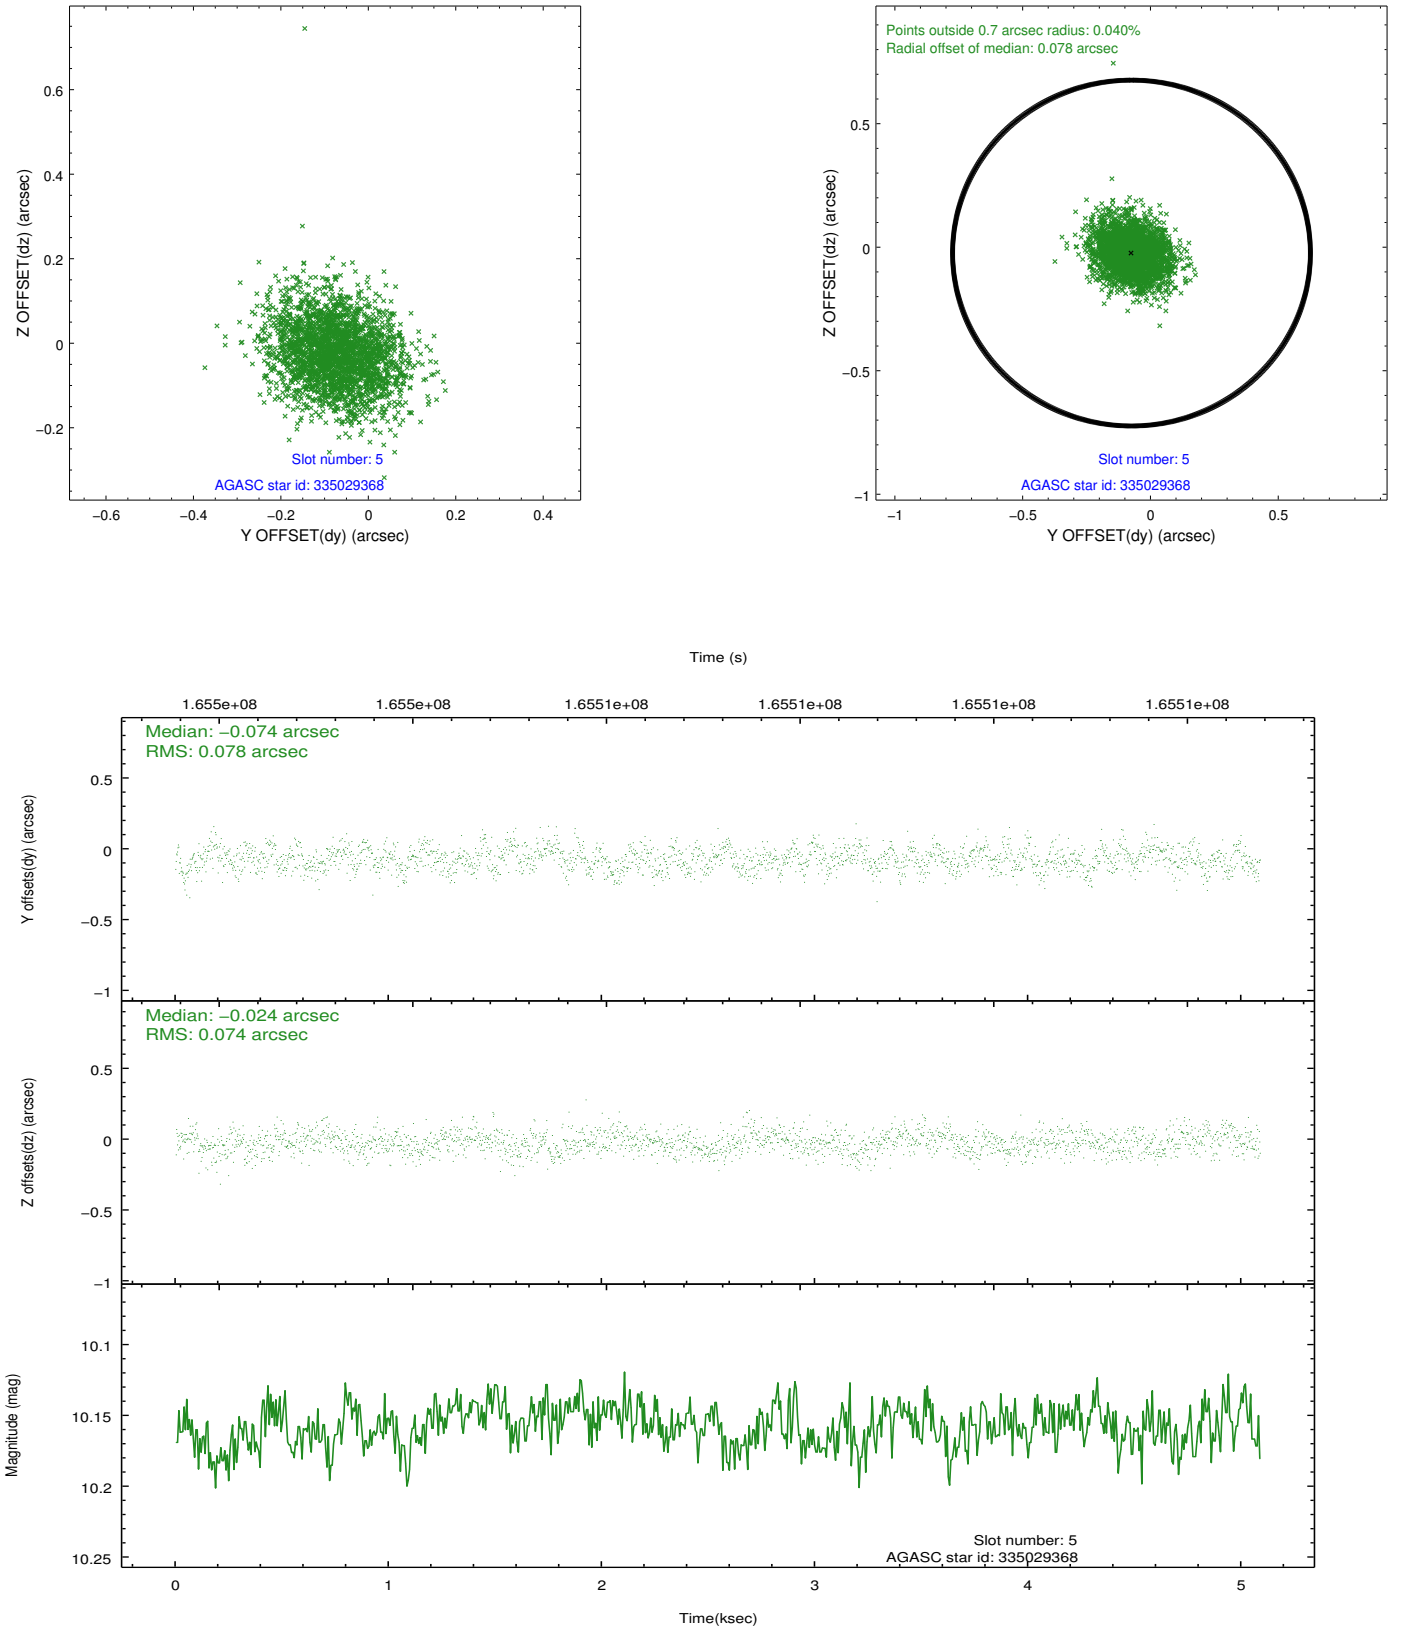 0.6
0.4
0.2
0
−0.2
Z OFFSET(dz) (arcsec)
Slot number: 5
AGASC star id: 335029368
−0.6
−0.4
−0.2
0
0.2
0.4
Y OFFSET(dy) (arcsec)
Points outside 0.7 arcsec radius: 0.040%
Radial offset of median: 0.078 arcsec
0.5
0
−0.5
−1
Z OFFSET(dz) (arcsec)
Slot number: 5
AGASC star id: 335029368
−1
−0.5
0
0.5
Y OFFSET(dy) (arcsec)
Time (s)
1.655e+08
1.655e+08
1.6551e+08
1.6551e+08
1.6551e+08
1.6551e+08
Median: −0.074 arcsec
RMS: 0.078 arcsec
0.5
0
−0.5
−1
Y offsets(dy) (arcsec)
Median: −0.024 arcsec
RMS: 0.074 arcsec
0.5
0
−0.5
−1
Z offsets(dz) (arcsec)
10.1
10.15
10.2
10.25
Magnitude (mag)
Slot number: 5
AGASC star id: 335029368
0
1
2
3
4
5
Time(ksec)